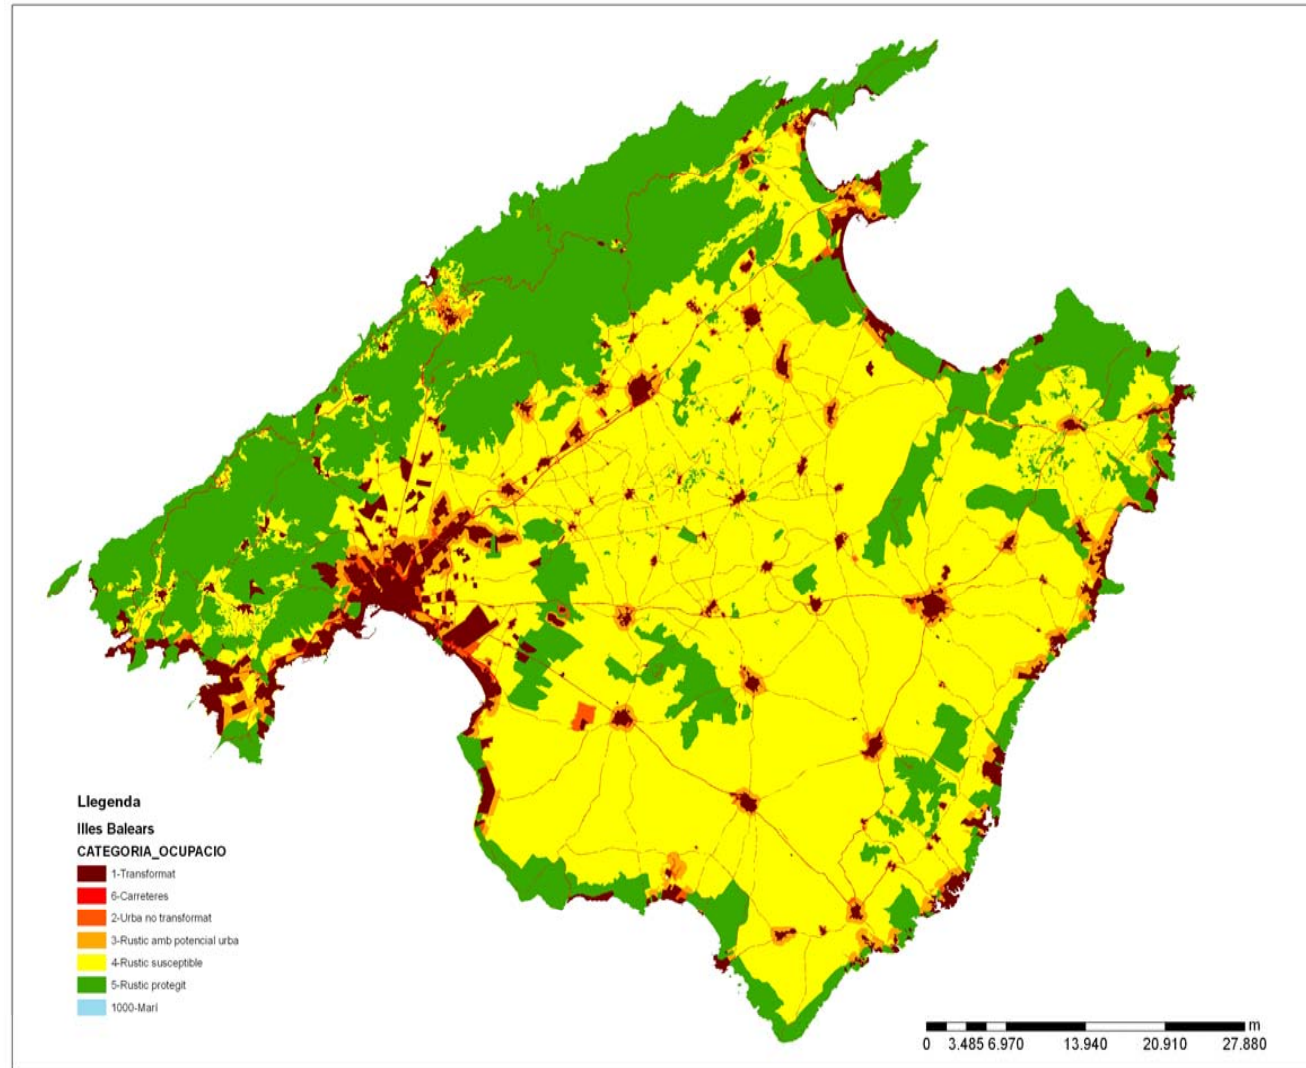 Llegenda
Illes Balears
CATEGORIA_OCUPACIO
1-Transformat
6-Carreteres
2-Urba no transformat
3-Rustic amb potencial urba
4-Rustic susceptible
5-Rustic protegit
1000-Marí
m
0 3.485 6.970 13.940 20.910 27.880